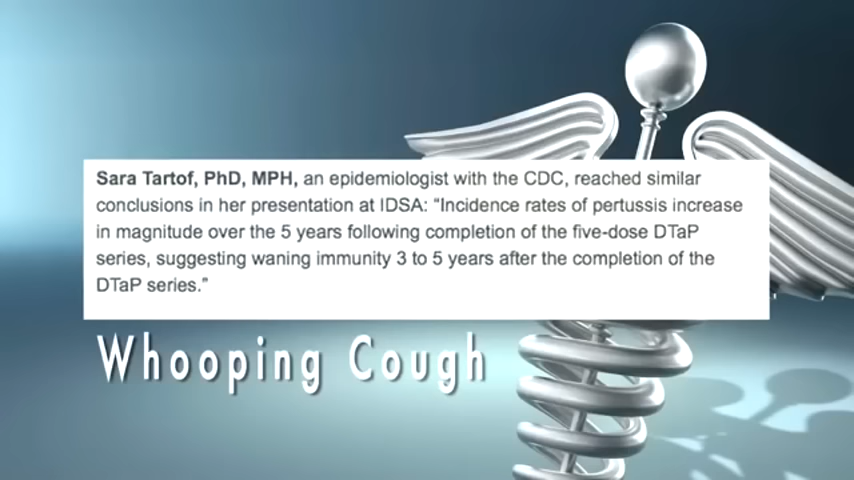 Sara Tartof, PhD, MPH, an epidemiologist with the CDC, reached similar
conclusions in her presentation at IDSA: “Incidence rates of pertussis increase
in magnitude over the 5 years following completion of the five-dose DTaP
series, suggesting waning immunity 3 to 5 years after the completion of the
DTaP series.”
Whooping Cough